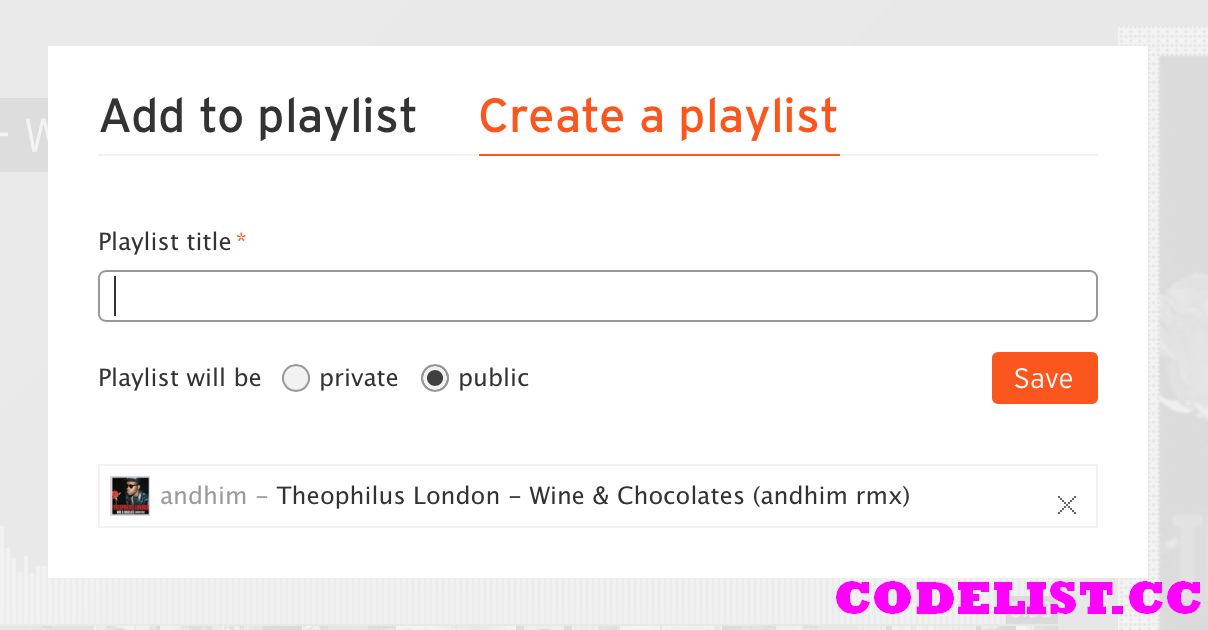 Add to playlist Create a playlist
– W
Playlist title *
Playlist will be private public
Save
andhim – Theophilus London – Wine & Chocolates (andhim rmx)
CODELIST.CC